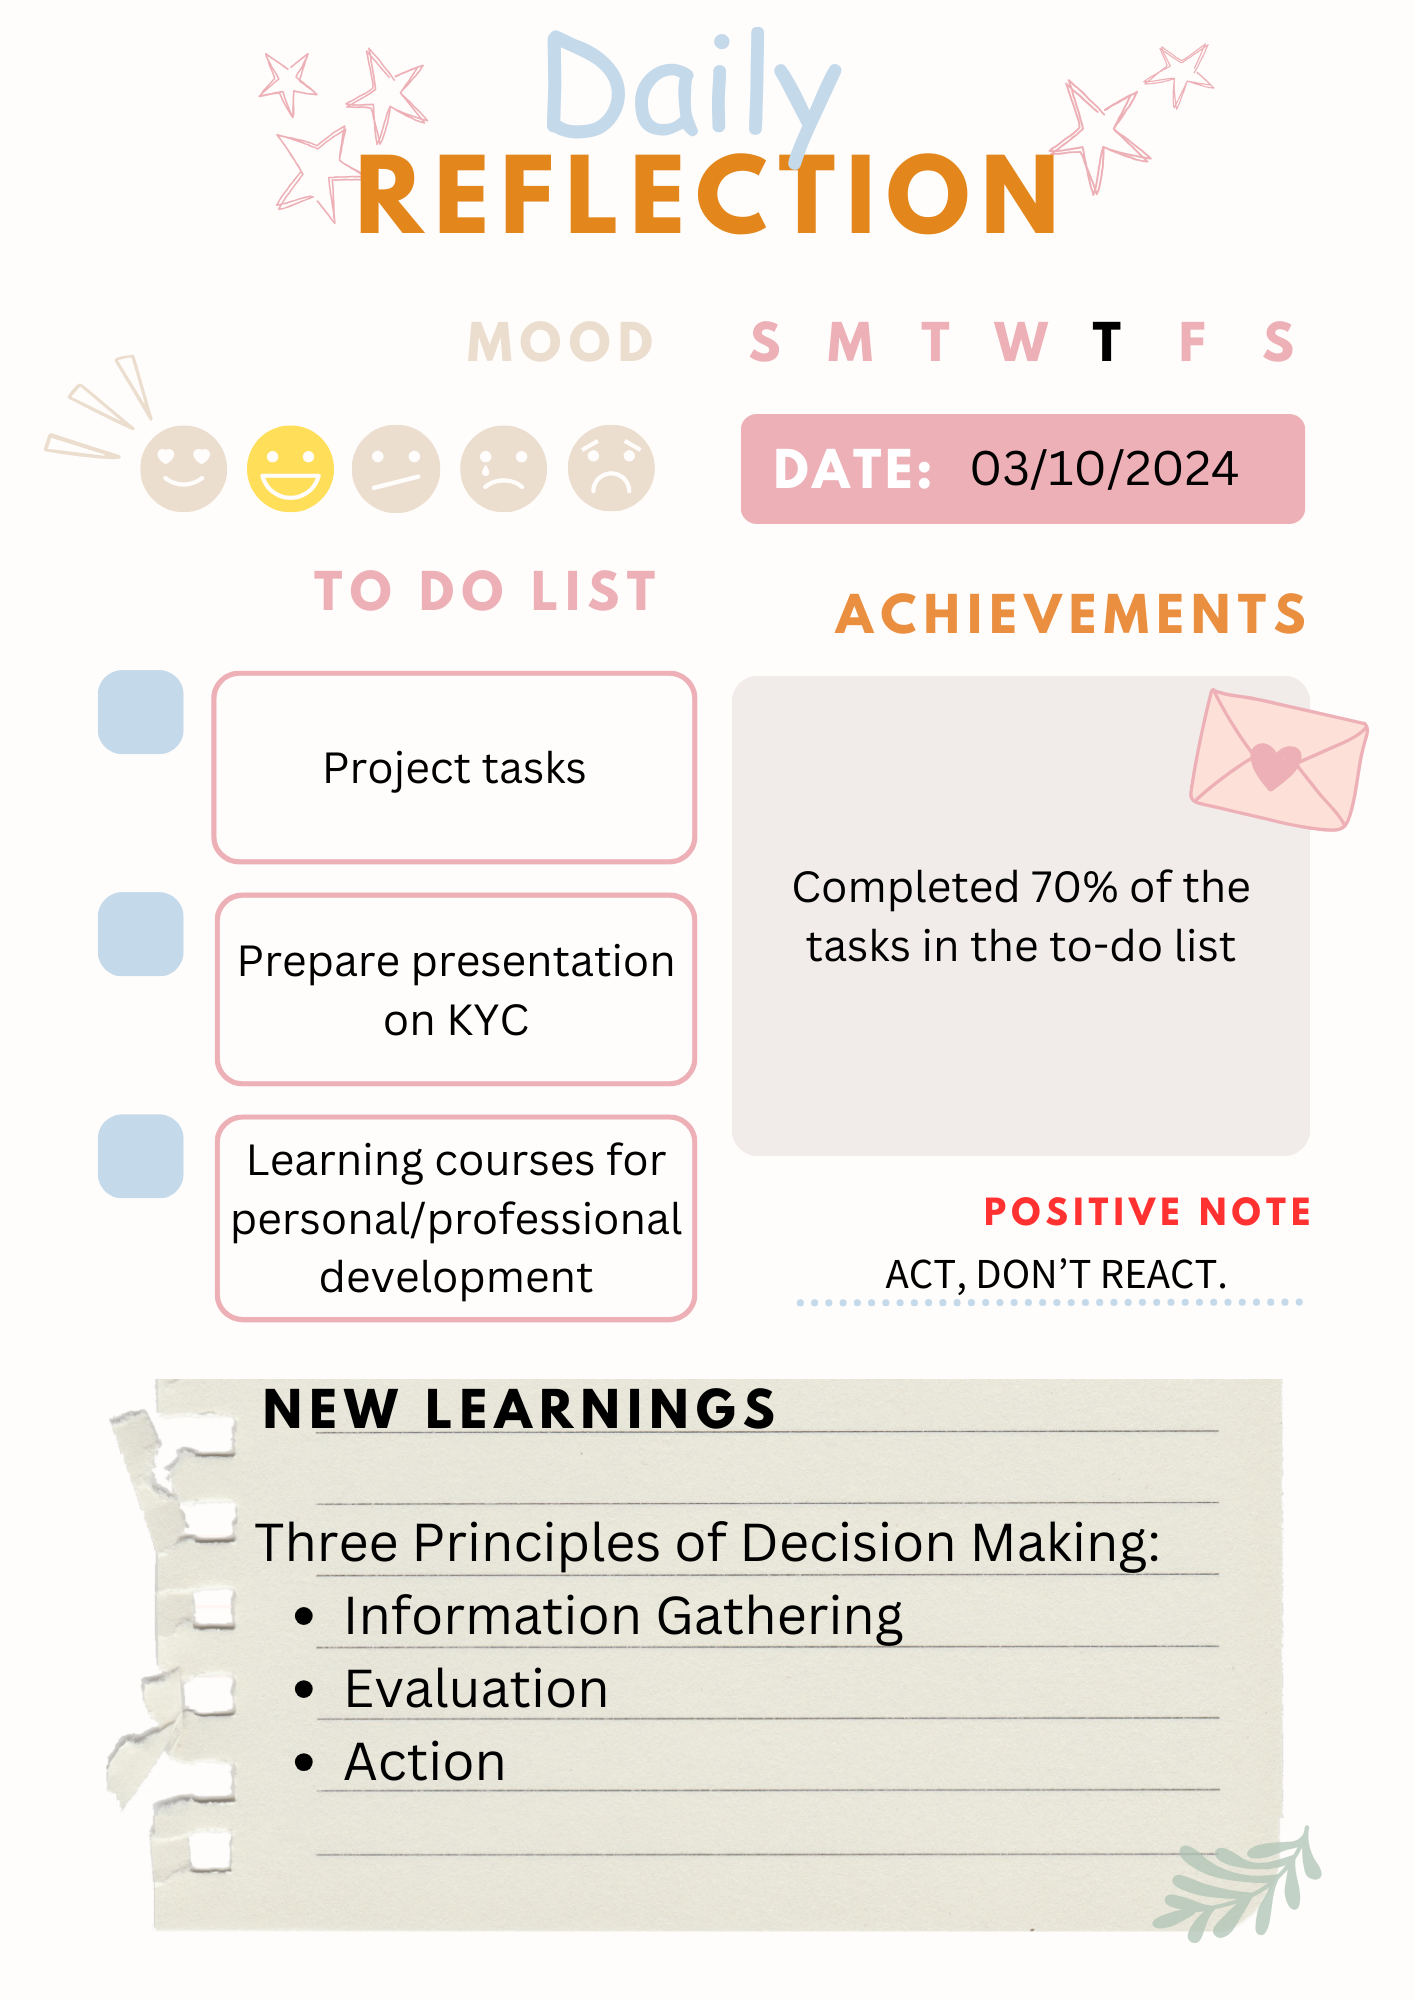 Daily
REFLECTION
MOOD
S M T W T F S
DATE: 03/10/2024
TO DO LIST
Project tasks
Prepare presentation
on KYC
Learning courses for
personal/professional
development
ACHIEVEMENTS
Completed 70% of the
tasks in the to-do list
POSITIVE NOTE
ACT, DON’T REACT.
NEW LEARNINGS
Three Principles of Decision Making:
• Information Gathering
• Evaluation
• Action